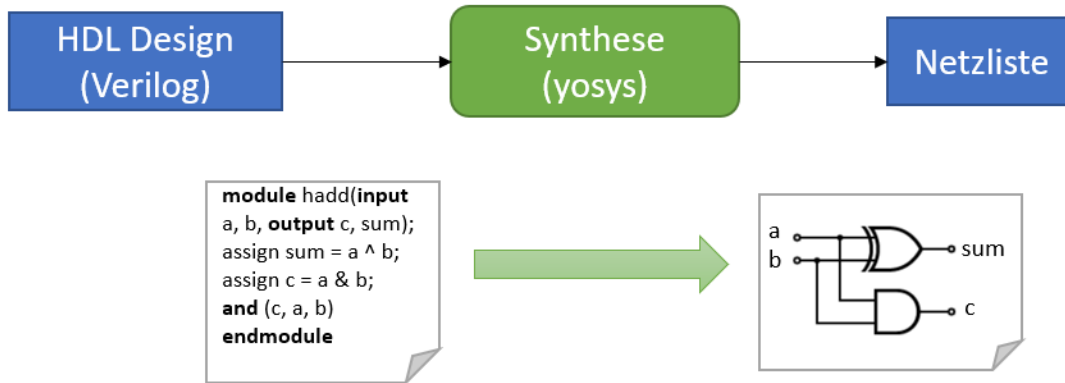 HDL Design
(Verilog)
Synthese
(yosys)
Netzliste
module hadd(input
a, b, output c, sum);
assign sum = a ^ b;
assign c = a & b;
and (c, a, b)
endmodule
a
b
sum
c